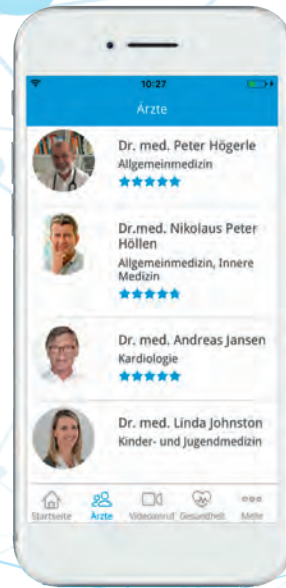 10:27
Ärzte
Dr. med. Peter Högerle
Allgemeinmedizin
Dr.med. Nikolaus Peter
Höllen
Allgemeinmedizin, Innere
Medizin
Dr. med. Andreas Jansen
Kardiologie
Dr. med. Linda Johnston
Kinder- und Jugendmedizin
Startseite Ärzte Videoanruf Gesundheit Mehr